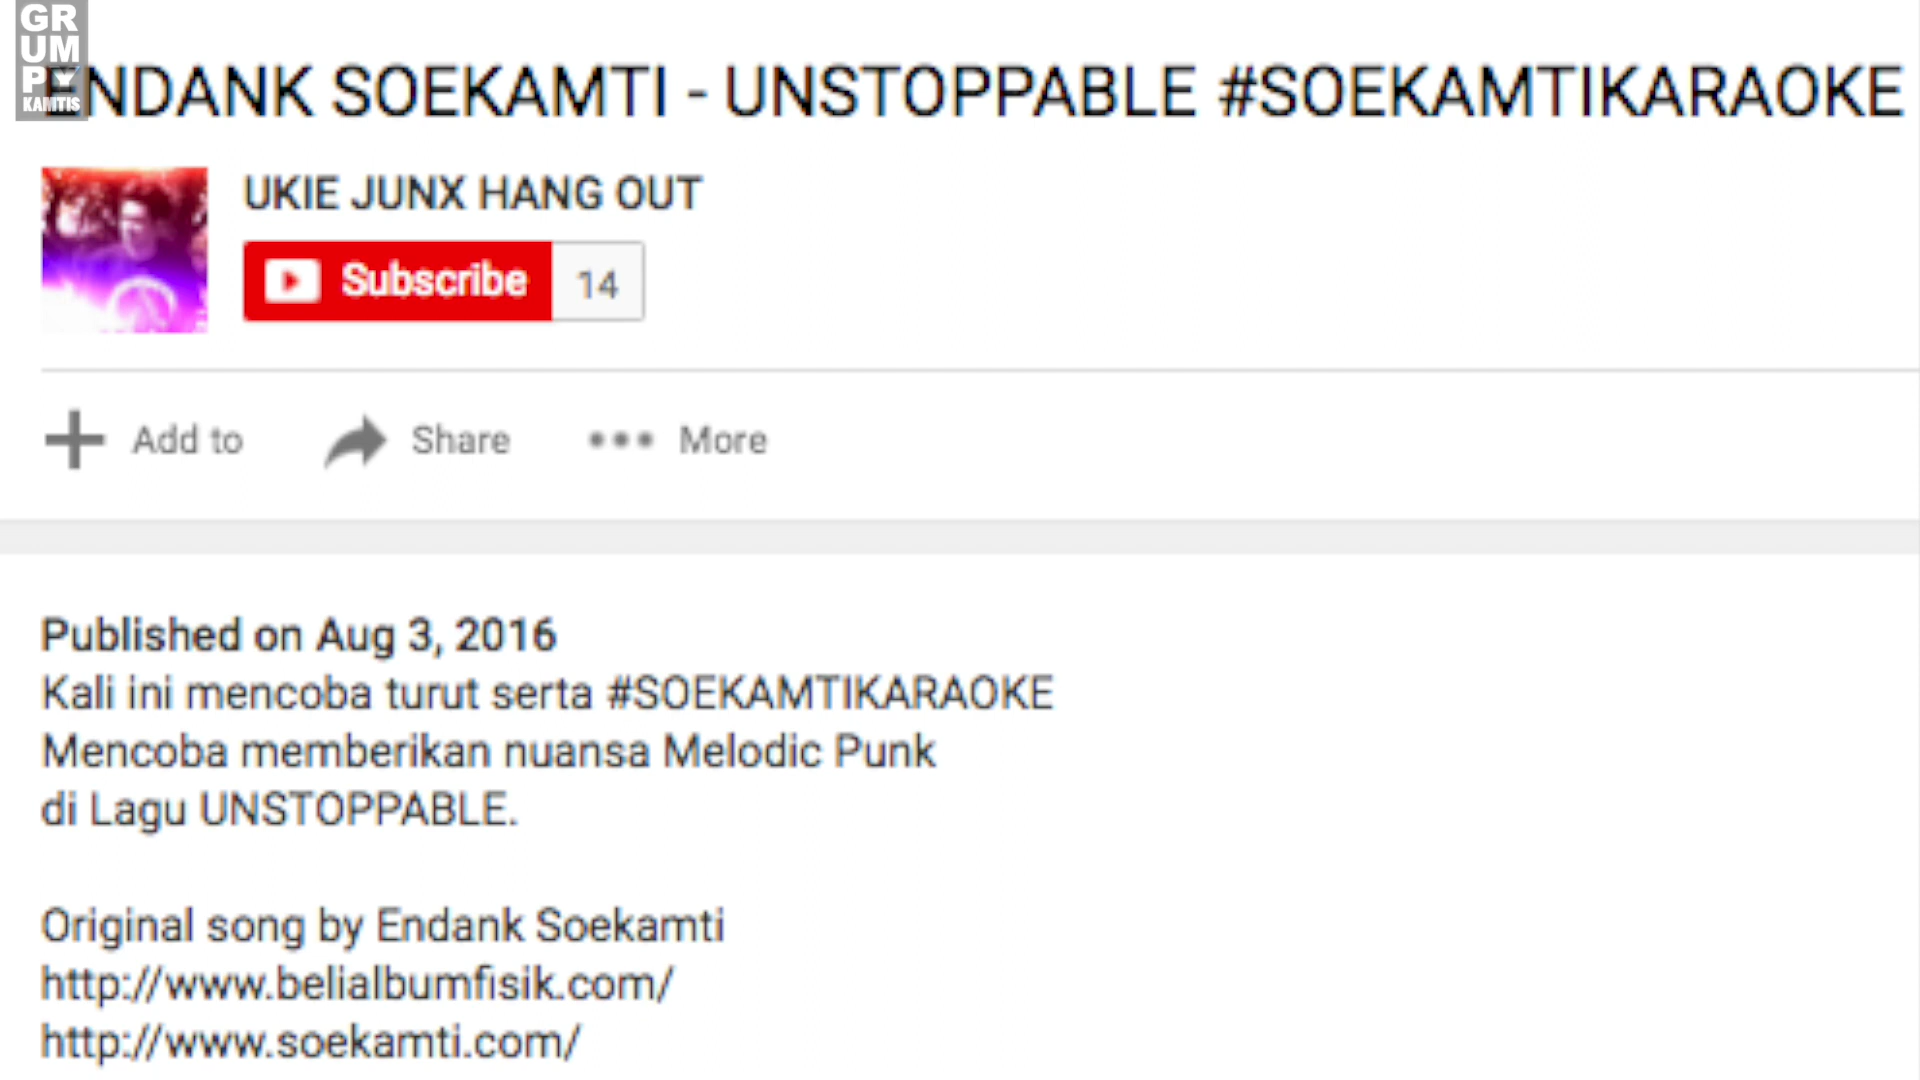 GR
UM
PY
KAMTIS
ENDANK SOEKAMTI - UNSTOPPABLE #SOEKAMTIKARAOKE
UKIE JUNX HANG OUT
Subscribe 14
Add to Share More
Published on Aug 3, 2016
Kali ini mencoba turut serta #SOEKAMTIKARAOKE
Mencoba memberikan nuansa Melodic Punk
di Lagu UNSTOPPABLE.
Original song by Endank Soekamti
http://www.belialbumfisik.com/
http://www.soekamti.com/